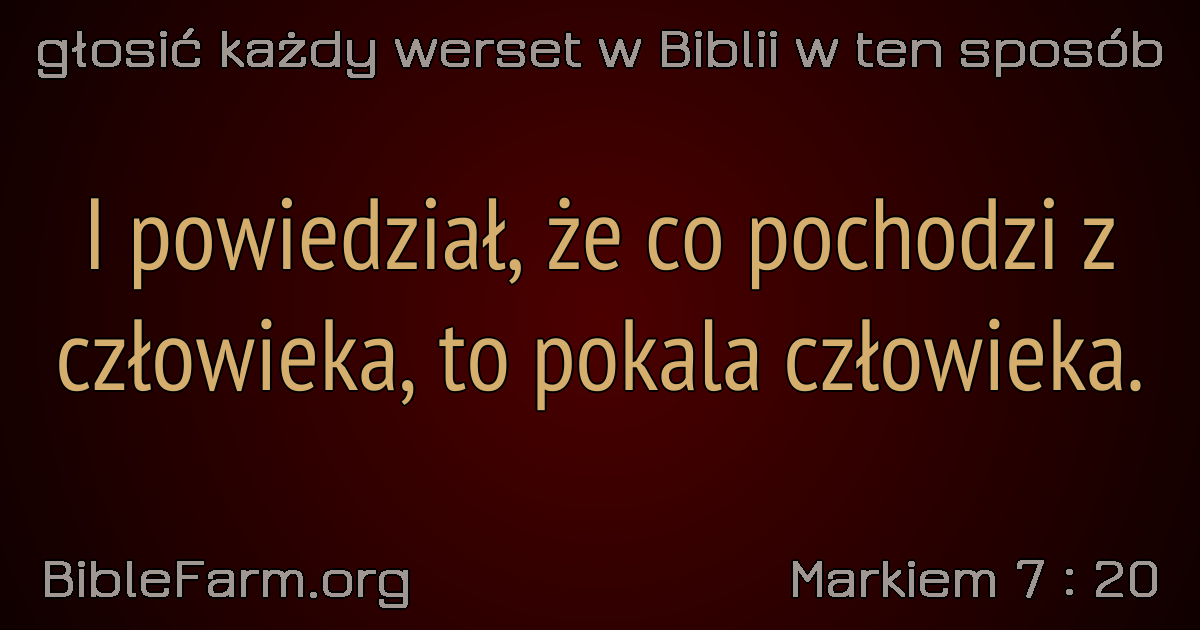 głosić każdy werset w Biblii w ten sposób
I powiedział, że co pochodzi z
człowieka, to pokala człowieka.
BibleFarm.org
Markiem 7 : 20